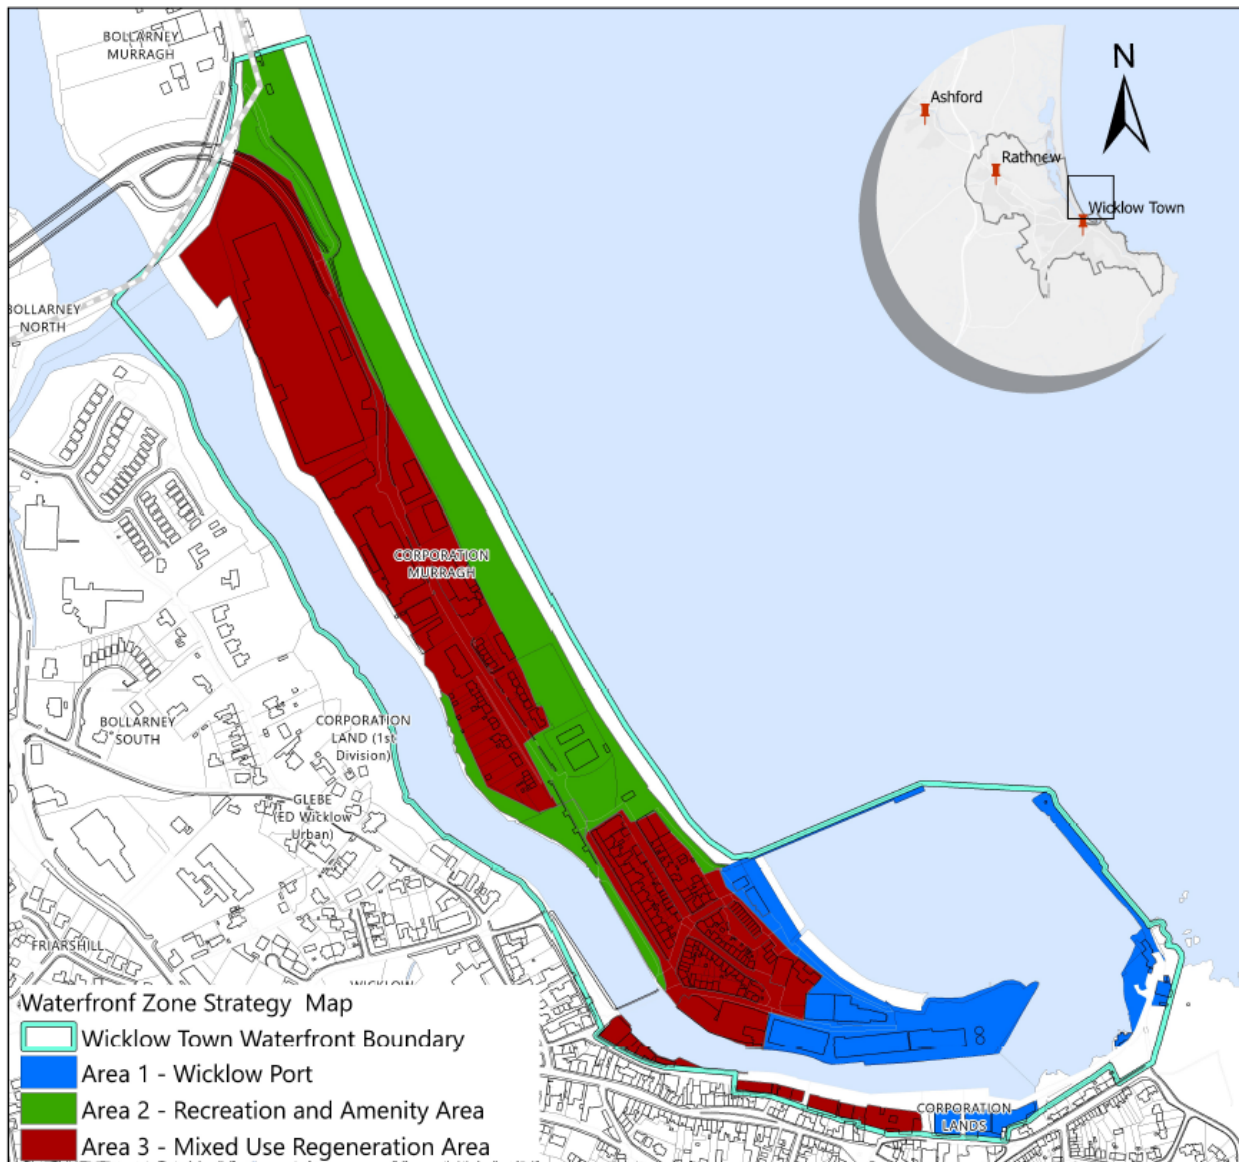 BOLLARNEY
MURRAGH
N
Ashford
Rathnew
Wicklow Town
BOLLARNEY
NORTH
CORPORATION
MURRAGH
BOLLARNEY
SOUTH
CORPORATION
LAND (1st
Division)
GLEBE
(ED Wicklow
Urban)
FRIARSHILL
WICKLOW
CORPORATION
LANDS
Waterfronf Zone Strategy Map
Wicklow Town Waterfront Boundary
Area 1 - Wicklow Port
Area 2 - Recreation and Amenity Area
Area 3 - Mixed Use Regeneration Area